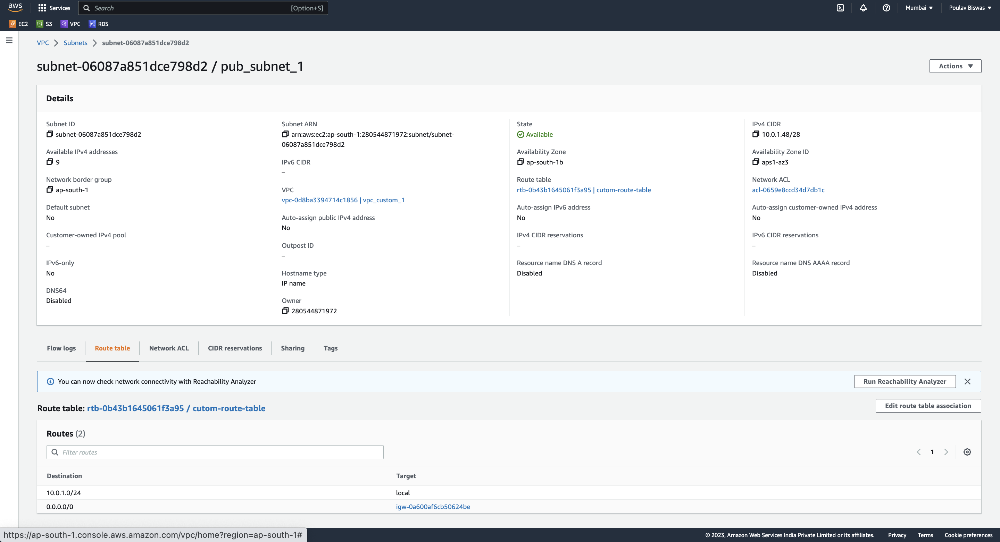 aws Services Search [Option+S] Mumbai Poulav Biswas
EC2 S3 VPC RDS
VPC Subnets subnet-06087a851dce798d2
subnet-06087a851dce798d2 / pub_subnet_1
Actions
Details
Subnet ID
subnet-06087a851dce798d2
Available IPv4 addresses
9
Network border group
ap-south-1
Default subnet
No
Customer-owned IPv4 pool
–
IPv6-only
No
DNS64
Disabled
Subnet ARN
arn:aws:ec2:ap-south-1:280544871972:subnet/subnet-
06087a851dce798d2
IPv6 CIDR
–
VPC
vpc-0d8ba3394714c1856 | vpc_custom_1
Auto-assign public IPv4 address
No
Outpost ID
–
Hostname type
IP name
Owner
280544871972
State
Available
Availability Zone
ap-south-1b
Route table
rtb-0b43b1645061f3a95 | cutom-route-table
Auto-assign IPv6 address
No
IPv4 CIDR reservations
–
Resource name DNS A record
Disabled
IPv4 CIDR
10.0.1.48/28
Availability Zone ID
aps1-az3
Network ACL
acl-0659e8ccd34d7db1c
Auto-assign customer-owned IPv4 address
No
IPv6 CIDR reservations
–
Resource name DNS AAAA record
Disabled
Flow logs Route table Network ACL CIDR reservations Sharing Tags
You can now check network connectivity with Reachability Analyzer
Run Reachability Analyzer
Route table: rtb-0b43b1645061f3a95 / cutom-route-table
Edit route table association
Routes (2)
Filter routes
1
Destination Target
10.0.1.0/24 local
0.0.0.0/0 igw-0a600af6cb50624be
https://ap-south-1.console.aws.amazon.com/vpc/home?region=ap-south-1#
© 2023, Amazon Web Services India Private Limited or its affiliates. Privacy Terms Cookie preferences